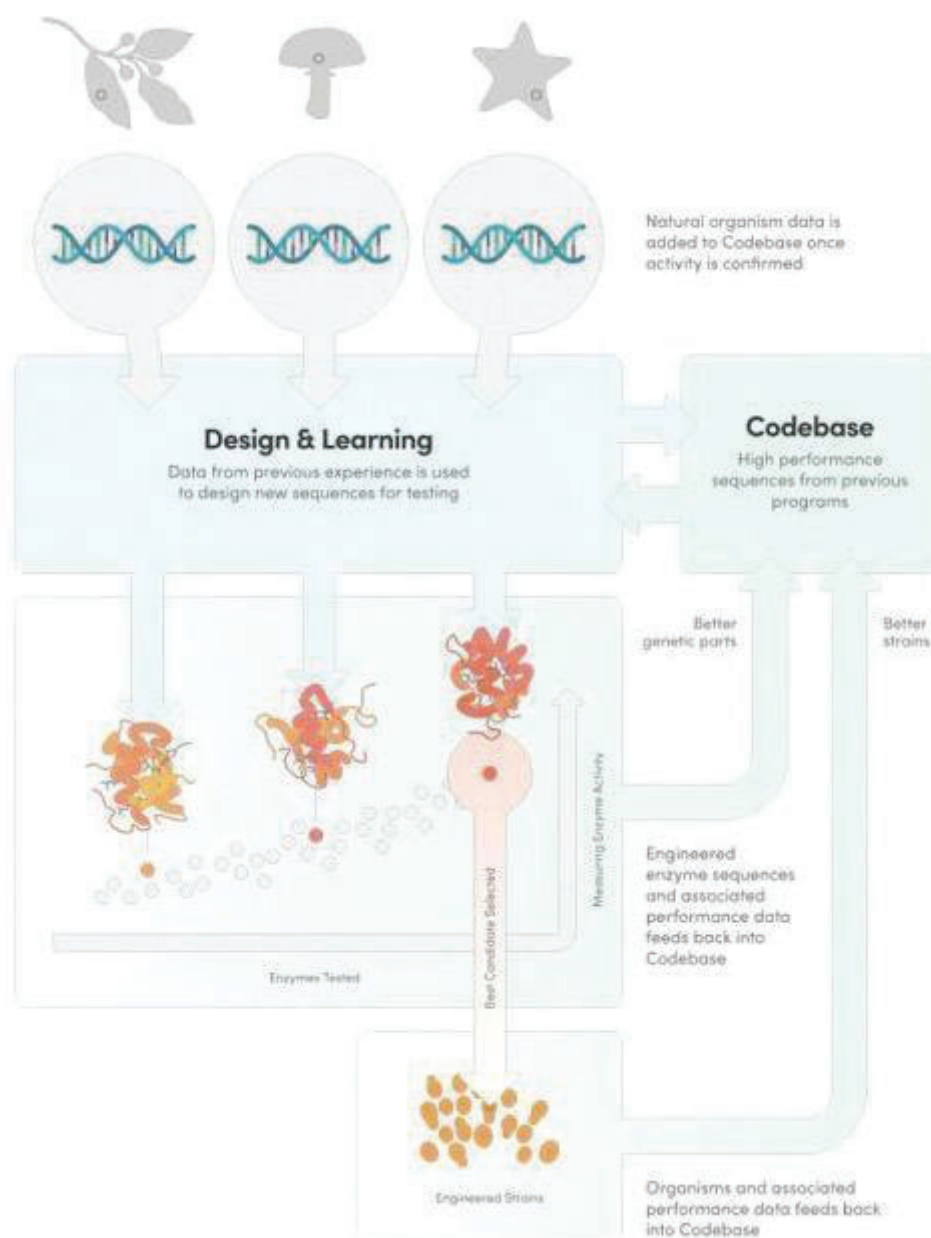 Natural organism data is
added to Codebase once
activity is confirmed
Design & Learning
Data from previous experience is used
to design new sequences for testing
Codebase
High performance
sequences from previous
programs
Better
genetic parts
Better
strains
Measuring Enzyme Activity
Best Candidate Selected
Enzymes Tested
Engineered
enzyme sequences
and associated
performance data
feeds back into
Codebase
Engineered Strains
Organisms and associated
performance data feeds back
into Codebase